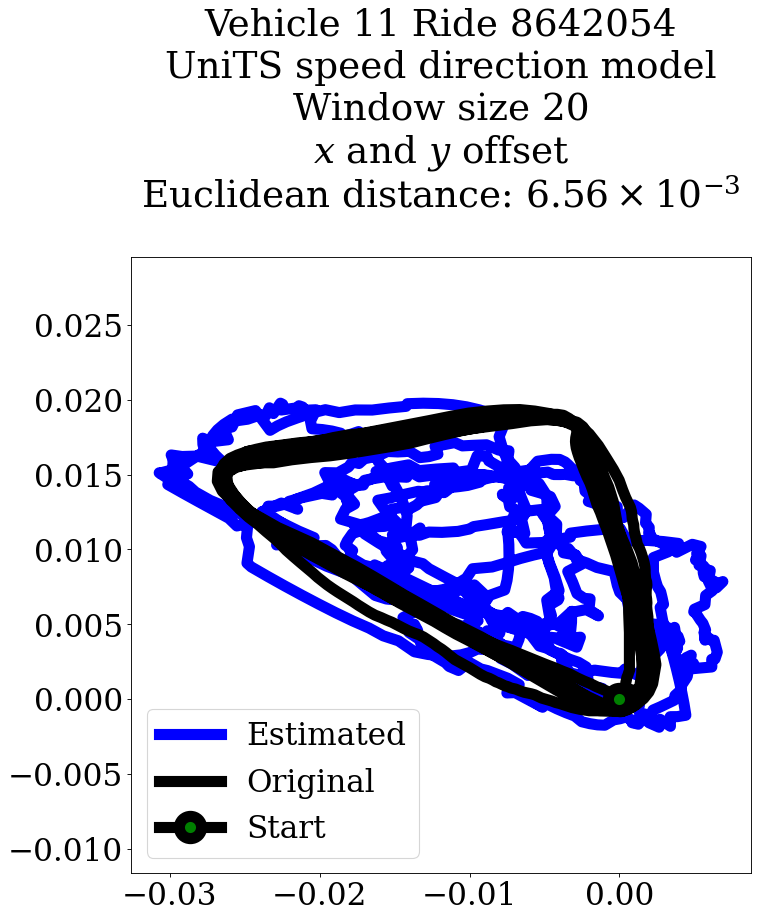 Vehicle 11 Ride 8642054
UniTS speed direction model
Window size 20
x and y offset
Euclidean distance: 6.56 × 10⁻³
0.025
0.020
0.015
0.010
0.005
0.000
−0.005
−0.010
Estimated
Original
Start
−0.03 −0.02 −0.01 0.00